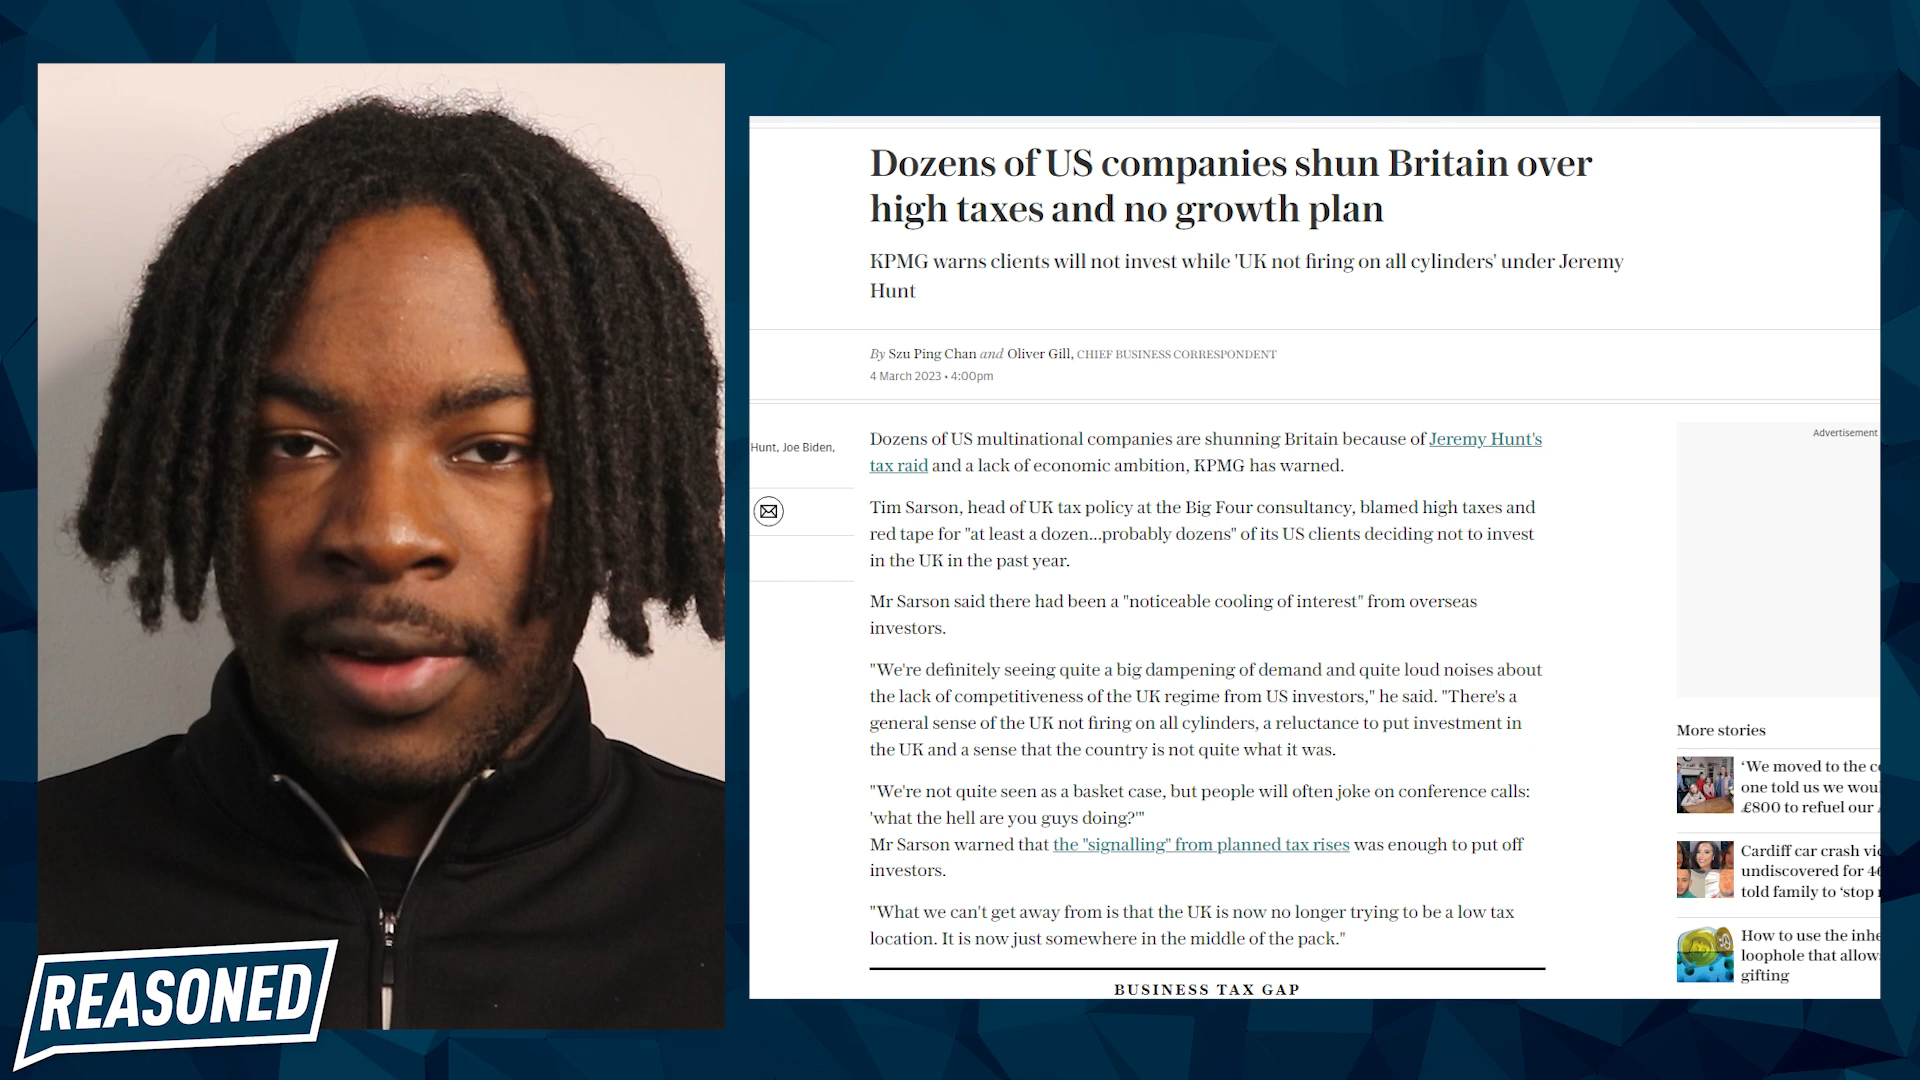 Dozens of US companies shun Britain over
high taxes and no growth plan
KPMG warns clients will not invest while 'UK not firing on all cylinders' under Jeremy
Hunt
By Szu Ping Chan and Oliver Gill, CHIEF BUSINESS CORRESPONDENT
4 March 2023 • 4:00pm
Hunt, Joe Biden,
Dozens of US multinational companies are shunning Britain because of Jeremy Hunt's
tax raid and a lack of economic ambition, KPMG has warned.
Tim Sarson, head of UK tax policy at the Big Four consultancy, blamed high taxes and
red tape for "at least a dozen...probably dozens" of its US clients deciding not to invest
in the UK in the past year.
Mr Sarson said there had been a "noticeable cooling of interest" from overseas
investors.
"We're definitely seeing quite a big dampening of demand and quite loud noises about
the lack of competitiveness of the UK regime from US investors," he said. "There's a
general sense of the UK not firing on all cylinders, a reluctance to put investment in
the UK and a sense that the country is not quite what it was.
"We're not quite seen as a basket case, but people will often joke on conference calls:
'what the hell are you guys doing?'"
Mr Sarson warned that the "signalling" from planned tax rises was enough to put off
investors.
"What we can't get away from is that the UK is now no longer trying to be a low tax
location. It is now just somewhere in the middle of the pack."
BUSINESS TAX GAP
Advertisement
More stories
'We moved to the
one told us we
£800 to refuel our
Cardiff car crash
undiscovered for
told family to 'stop
How to use the
loophole that
gifting
REASONED